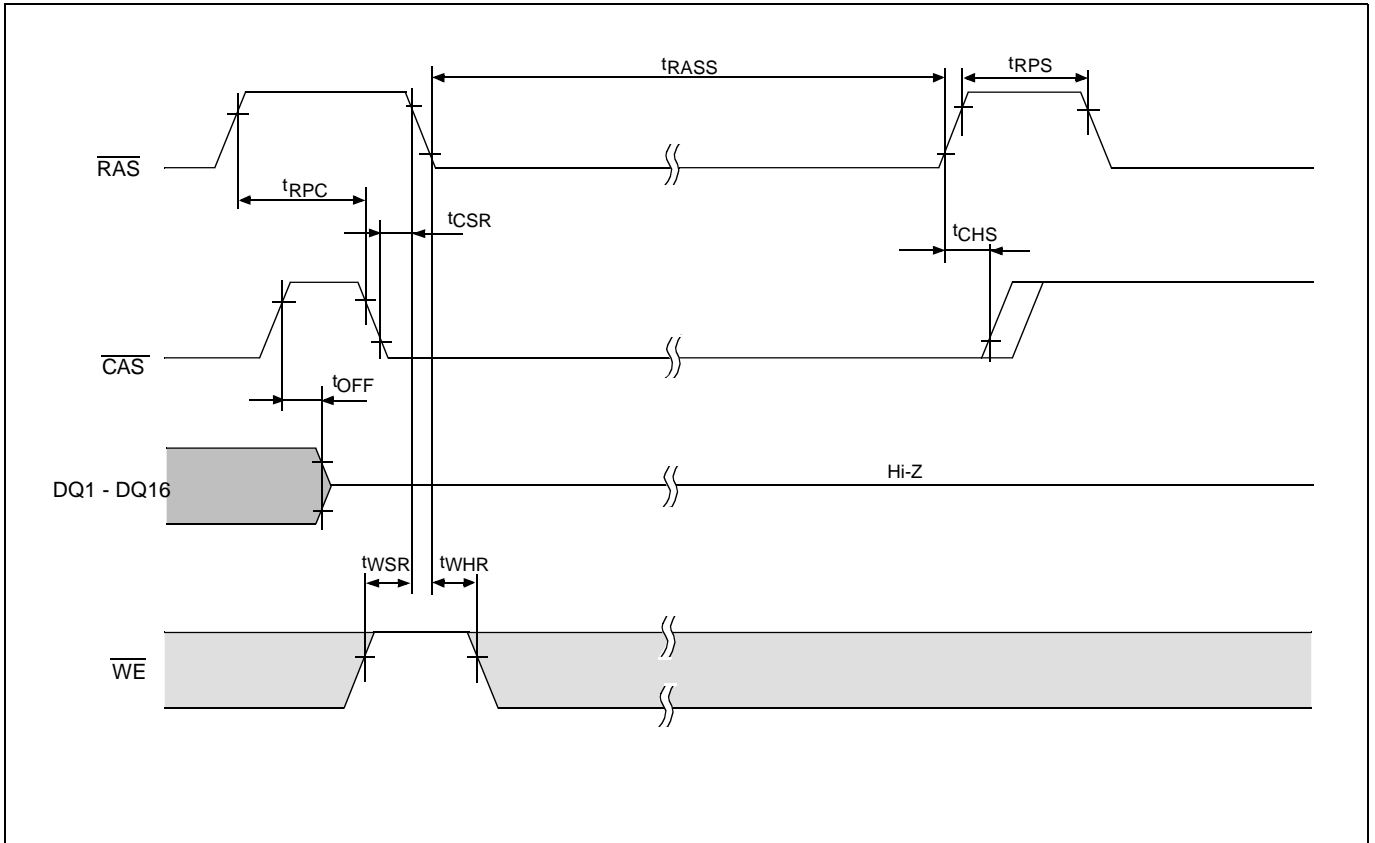 tRASS
tRPS
RAS
tRPC
tCSR
tCHS
CAS
tOFF
DQ1 - DQ16
Hi-Z
tWSR
tWHR
WE